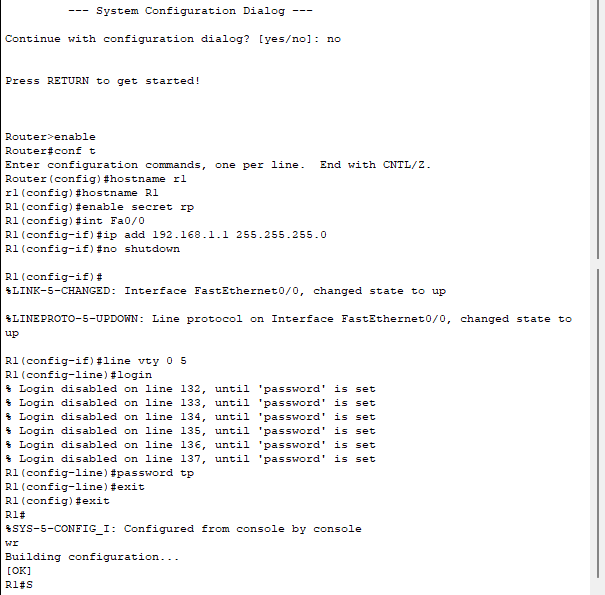 --- System Configuration Dialog ---
Continue with configuration dialog? [yes/no]: no
Press RETURN to get started!
Router>enable
Router#conf t
Enter configuration commands, one per line.  End with CNTL/Z.
Router(config)#hostname r1
r1(config)#hostname R1
R1(config)#enable secret rp
R1(config)#int Fa0/0
R1(config-if)#ip add 192.168.1.1 255.255.255.0
R1(config-if)#no shutdown
R1(config-if)#
%LINK-5-CHANGED: Interface FastEthernet0/0, changed state to up
%LINEPROTO-5-UPDOWN: Line protocol on Interface FastEthernet0/0, changed state to
up
R1(config-if)#line vty 0 5
R1(config-line)#login
% Login disabled on line 132, until 'password' is set
% Login disabled on line 133, until 'password' is set
% Login disabled on line 134, until 'password' is set
% Login disabled on line 135, until 'password' is set
% Login disabled on line 136, until 'password' is set
% Login disabled on line 137, until 'password' is set
R1(config-line)#password tp
R1(config-line)#exit
R1(config)#exit
R1#
%SYS-5-CONFIG_I: Configured from console by console
wr
Building configuration...
[OK]
R1#S